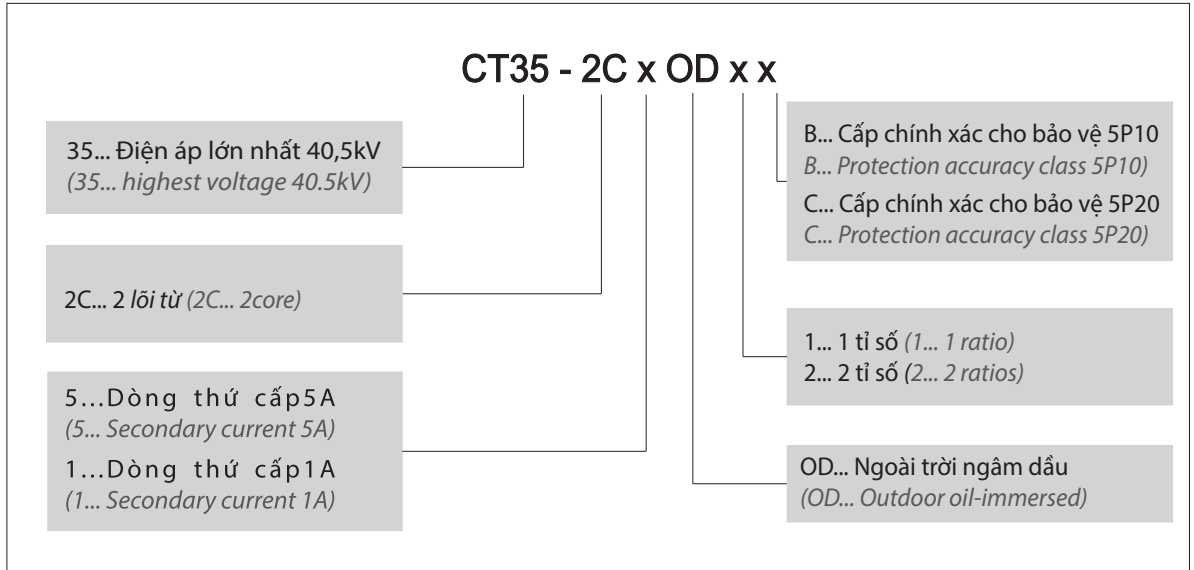 CT35 - 2C x OD x x
35... Điện áp lớn nhất 40,5kV
(35... highest voltage 40.5kV)
2C... 2 lõi từ (2C... 2core)
5...Dòng thứ cấp5A
(5... Secondary current 5A)
1...Dòng thứ cấp1A
(1... Secondary current 1A)
B... Cấp chính xác cho bảo vệ 5P10
B... Protection accuracy class 5P10)
C... Cấp chính xác cho bảo vệ 5P20
C... Protection accuracy class 5P20)
1... 1 tỉ số (1... 1 ratio)
2... 2 tỉ số (2... 2 ratios)
OD... Ngoài trời ngâm dầu
(OD... Outdoor oil-immersed)